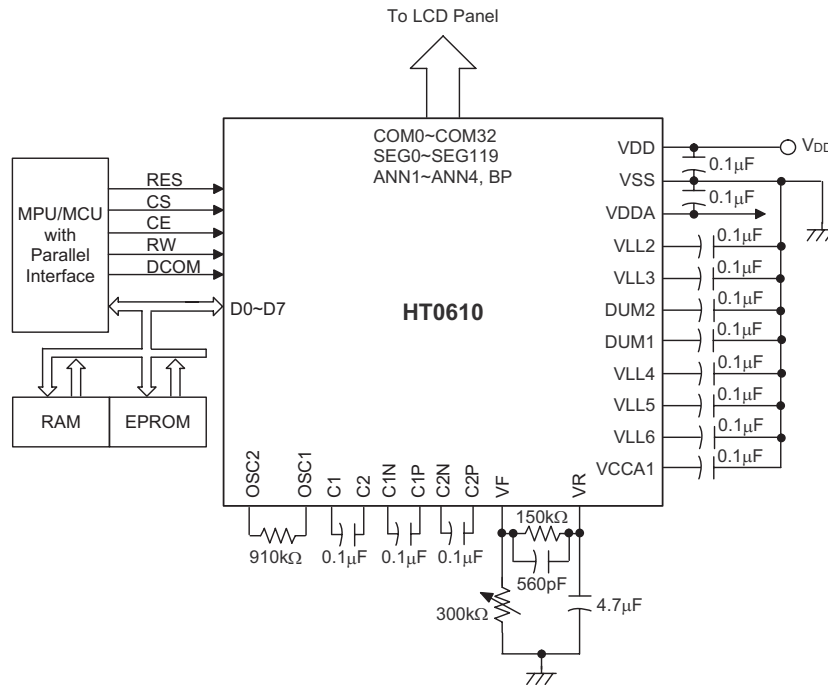 To LCD Panel
COM0~COM32
SEG0~SEG119
ANN1~ANN4, BP
MPU/MCU
with
Parallel
Interface
RES
CS
CE
RW
DCOM
D0~D7
RAM
EPROM
HT0610
VDD
VSS
VDDA
VLL2
VLL3
DUM2
DUM1
VLL4
VLL5
VLL6
VCCA1
VDD
0.1µF
0.1µF
0.1µF
0.1µF
0.1µF
0.1µF
0.1µF
0.1µF
0.1µF
0.1µF
OSC2
OSC1
C1
C2
C1N
C1P
C2N
C2P
VF
VR
910kΩ
0.1µF
0.1µF
0.1µF
150kΩ
560pF
300kΩ
4.7µF